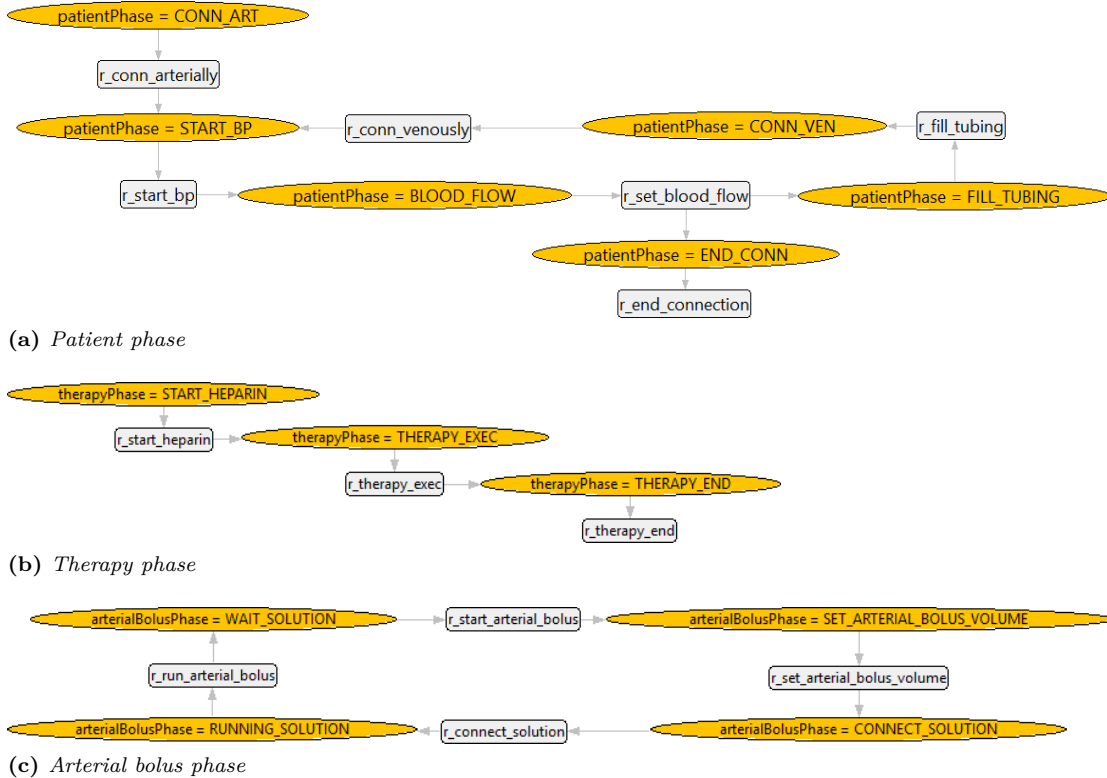 patientPhase = CONN_ART
r_conn_arterially
patientPhase = START_BP
r_conn_venously
patientPhase = CONN_VEN
r_fill_tubing
r_start_bp
patientPhase = BLOOD_FLOW
r_set_blood_flow
patientPhase = FILL_TUBING
patientPhase = END_CONN
r_end_connection
(a) Patient phase
therapyPhase = START_HEPARIN
r_start_heparin
therapyPhase = THERAPY_EXEC
r_therapy_exec
therapyPhase = THERAPY_END
r_therapy_end
(b) Therapy phase
arterialBolusPhase = WAIT_SOLUTION
r_start_arterial_bolus
arterialBolusPhase = SET_ARTERIAL_BOLUS_VOLUME
r_run_arterial_bolus
r_set_arterial_bolus_volume
arterialBolusPhase = RUNNING_SOLUTION
r_connect_solution
arterialBolusPhase = CONNECT_SOLUTION
(c) Arterial bolus phase